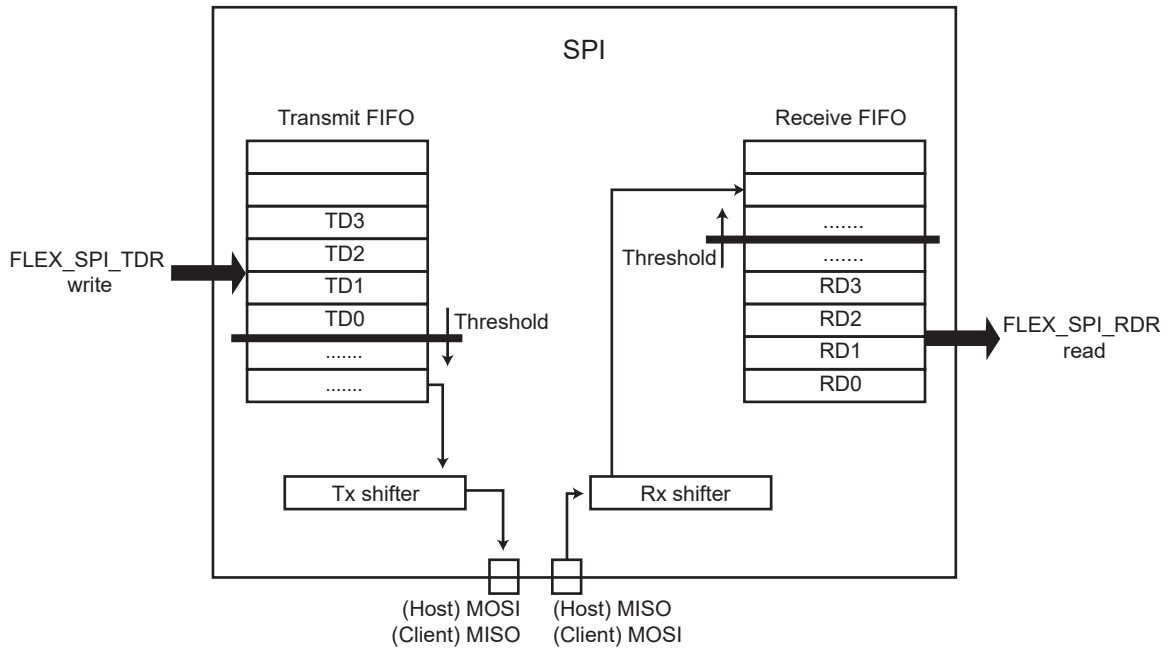 SPI
Transmit FIFO
Receive FIFO
TD3
TD2
TD1
TD0
.......
.......
FLEX_SPI_TDR
write
Threshold
.......
.......
RD3
RD2
RD1
RD0
Threshold
FLEX_SPI_RDR
read
Tx shifter
Rx shifter
(Host) MOSI
(Client) MISO
(Host) MISO
(Client) MOSI